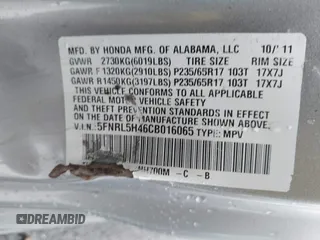 MFD. BY HONDA MFG. OF ALABAMA, LLC 10/'11
GVWR 2730KG(6019LBS) TIRE SIZE RIM SIZE
GAWR F 1320KG(2910LBS) P235/65R17 103T 17X7J
GAWR R 1450KG(3197LBS) P235/65R17 103T 17X7J
THIS VEHICLE CONFORMS TO ALL APPLICABLE
FEDERAL MOTOR VEHICLE SAFETY
AND THEFT PREVENTION STANDARDS IN EFFECT
ON THE DATE OF MANUFACTURE SHOWN ABOVE.
V.I.N. 5FNRL5H46CB016065 TYPE: MPV
-C -B
DREAMBID